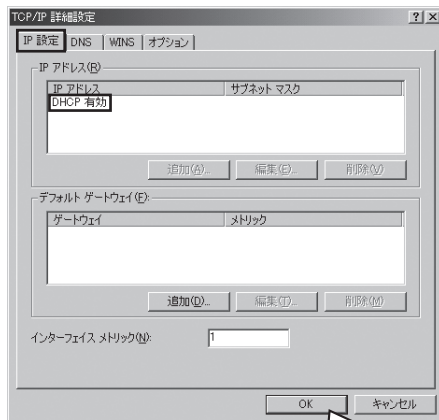 TCP/IP 詳細設定
IP 設定 DNS WINS オプション
IP アドレス(R)
IP アドレス サブネット マスク
DHCP 有効
追加(A)... 編集(E)... 削除(V)
デフォルト ゲートウェイ(F):
ゲートウェイ メトリック
追加(D)... 編集(T)... 削除(M)
インターフェイス メトリック(N): 1
OK キャンセル